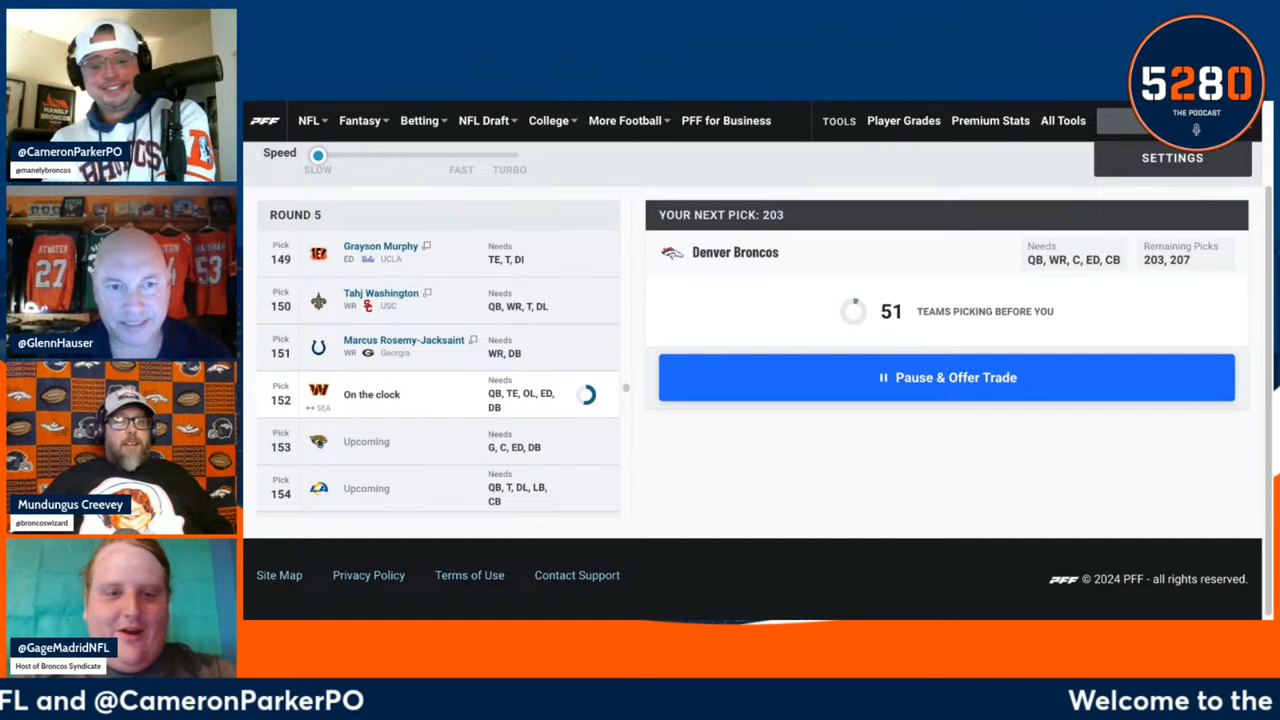 @CameronParkerPO
@manelybroncos
MANELY
BRONCOS
ATWATER
27
53
@GlennHauser
Mundungus Creevey
@broncoswizard
@GageMadridNFL
Host of Broncos Syndicate
5280
THE PODCAST
PFF
NFL
Fantasy
Betting
NFL Draft
College
More Football
PFF for Business
TOOLS
Player Grades
Premium Stats
All Tools
Speed
SLOW
FAST
TURBO
SETTINGS
ROUND 5
Pick
149
Grayson Murphy
ED UCLA
Needs
TE, T, DI
Pick
150
Tahj Washington
WR USC
Needs
QB, WR, T, DL
Pick
151
Marcus Rosemy-Jacksaint
WR Georgia
Needs
WR, DB
Pick
152
↔ SEA
On the clock
Needs
QB, TE, OL, ED,
DB
Pick
153
Upcoming
Needs
G, C, ED, DB
Pick
154
Upcoming
Needs
QB, T, DL, LB,
CB
YOUR NEXT PICK: 203
Denver Broncos
Needs
QB, WR, C, ED, CB
Remaining Picks
203, 207
51 TEAMS PICKING BEFORE YOU
Pause & Offer Trade
Site Map
Privacy Policy
Terms of Use
Contact Support
PFF © 2024 PFF - all rights reserved.
FL and @CameronParkerPO
Welcome to the